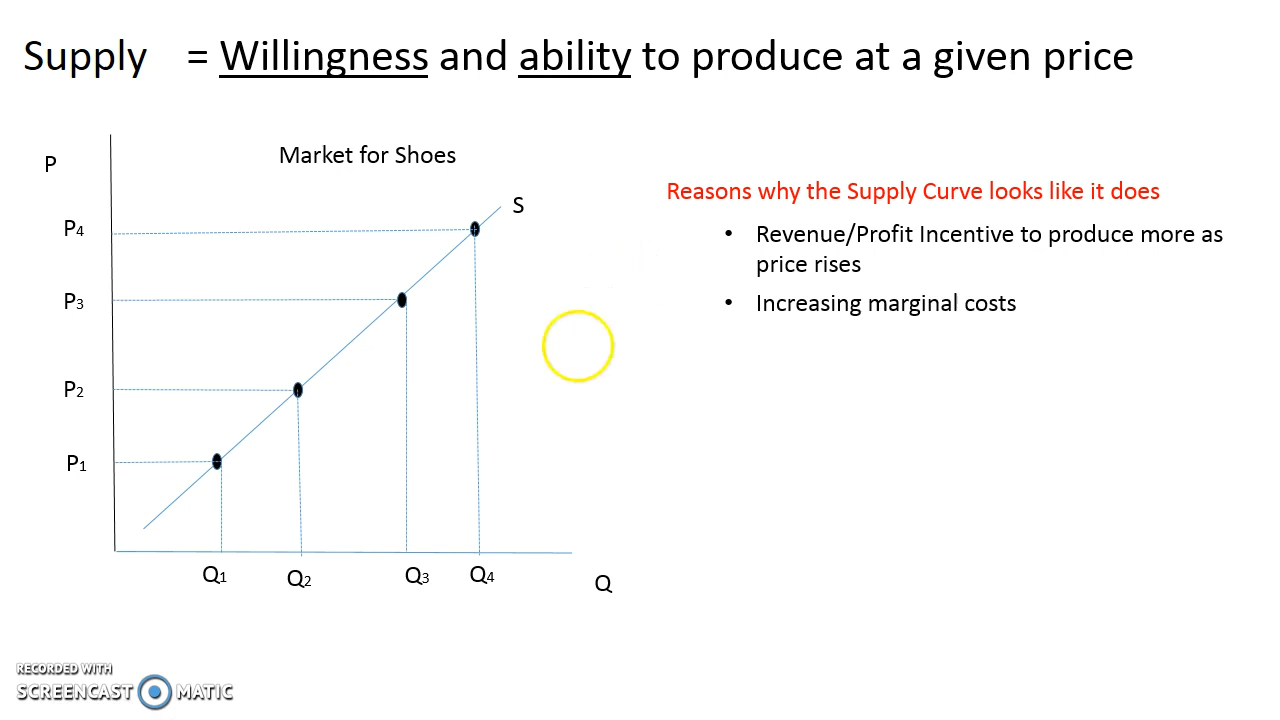 Supply = Willingness and ability to produce at a given price
Market for Shoes
P
S
P4
P3
P2
P1
Q1 Q2 Q3 Q4
Q
Reasons why the Supply Curve looks like it does
• Revenue/Profit Incentive to produce more as
price rises
• Increasing marginal costs
RECORDED WITH
SCREENCAST MATIC